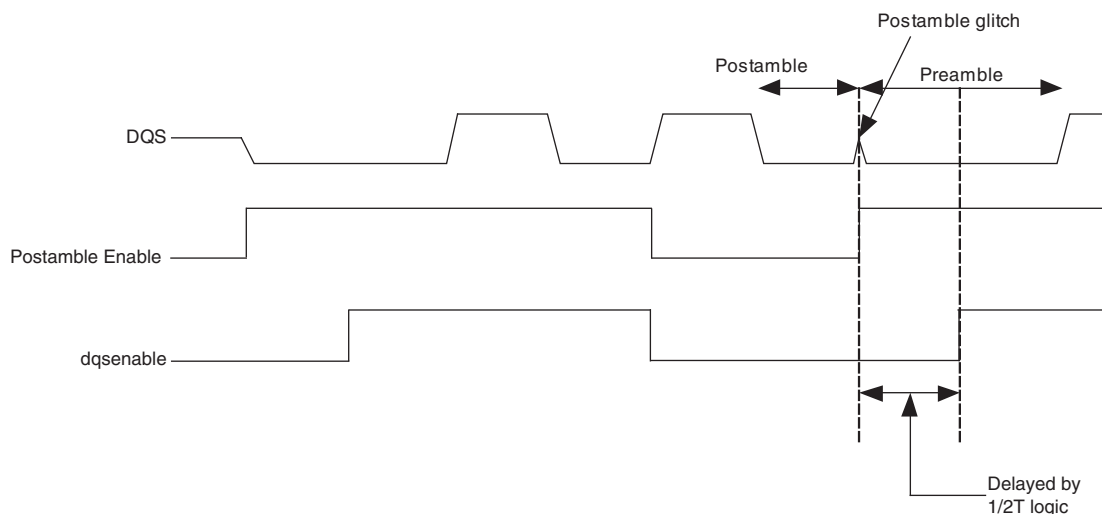 Postamble glitch
Postamble
Preamble
DQS
Postamble Enable
dqsenable
Delayed by
1/2T logic